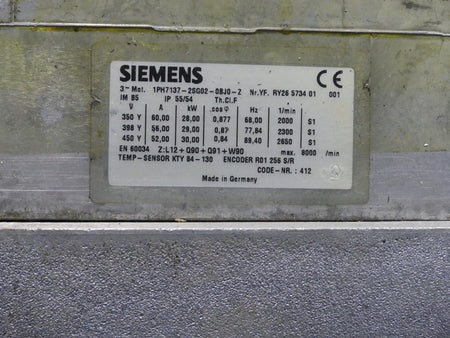 SIEMENS
CE
3~ Mot. 1PH7137-2SG02-0BJ0-Z Nr.YF. RY26 5734 01 001
IM B5 IP 55/54 Th.Cl.F
V A kW cosφ Hz 1/min
350 Y 60,00 28,00 0,877 68,00 2000 S1
398 Y 56,00 29,00 0,87 77,84 2300 S1
450 Y 52,00 30,00 0,84 89,40 2650 S1
EN 60034 Z:L12+Q90+Q91+W90 max. 8000 /min
TEMP-SENSOR KTY 84-130 ENCODER R01 256 S/R
CODE-NR.: 412
Made in Germany